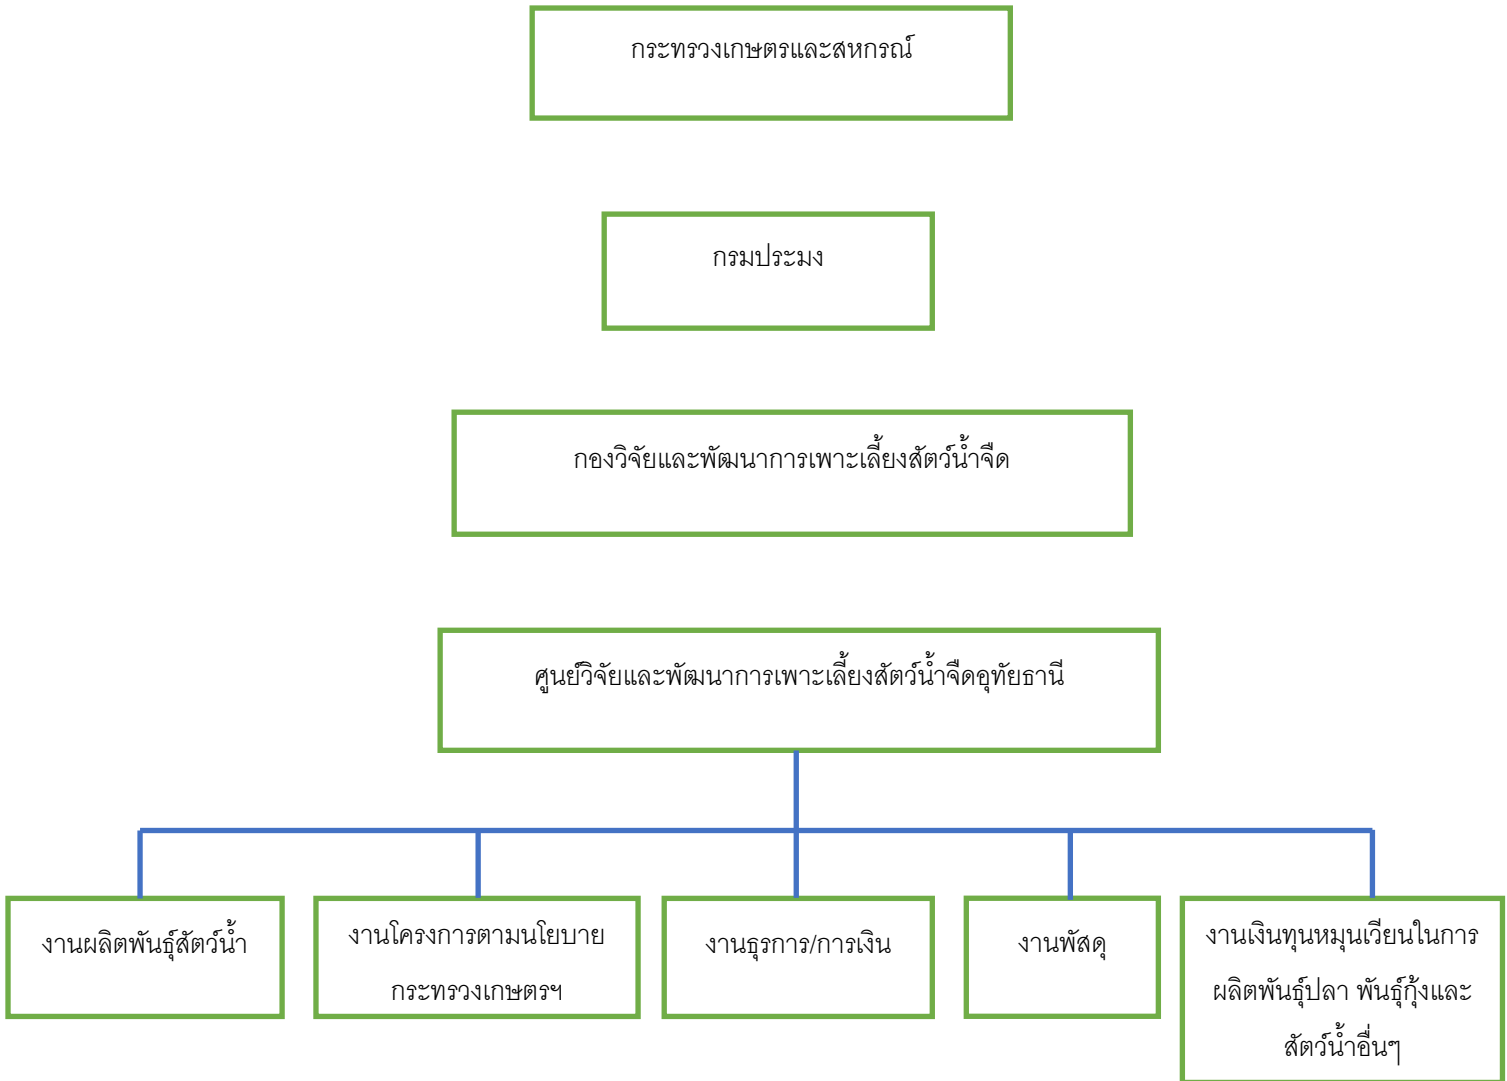 กระทรวงเกษตรและสหกรณ์
กรมประมง
กองวิจัยและพัฒนาการเพาะเลี้ยงสัตว์น้ำจืด
ศูนย์วิจัยและพัฒนาการเพาะเลี้ยงสัตว์น้ำจืดอุทัยธานี
งานผลิตพันธุ์สัตว์น้ำ
งานโครงการตามนโยบาย
กระทรวงเกษตรฯ
งานธุรการ/การเงิน
งานพัสดุ
งานเงินทุนหมุนเวียนในการ
ผลิตพันธุ์ปลา พันธุ์กุ้งและ
สัตว์น้ำอื่นๆ